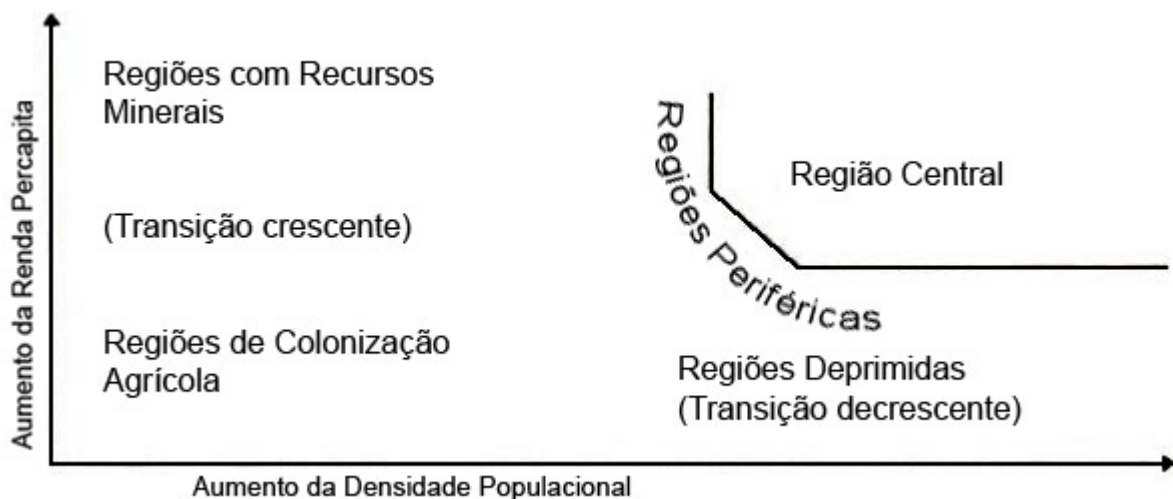 Aumento da Renda Percapita
Regiões com Recursos
Minerais
(Transição crescente)
Regiões de Colonização
Agrícola
Regiões Periféricas
Região Central
Regiões Deprimidas
(Transição decrescente)
Aumento da Densidade Populacional